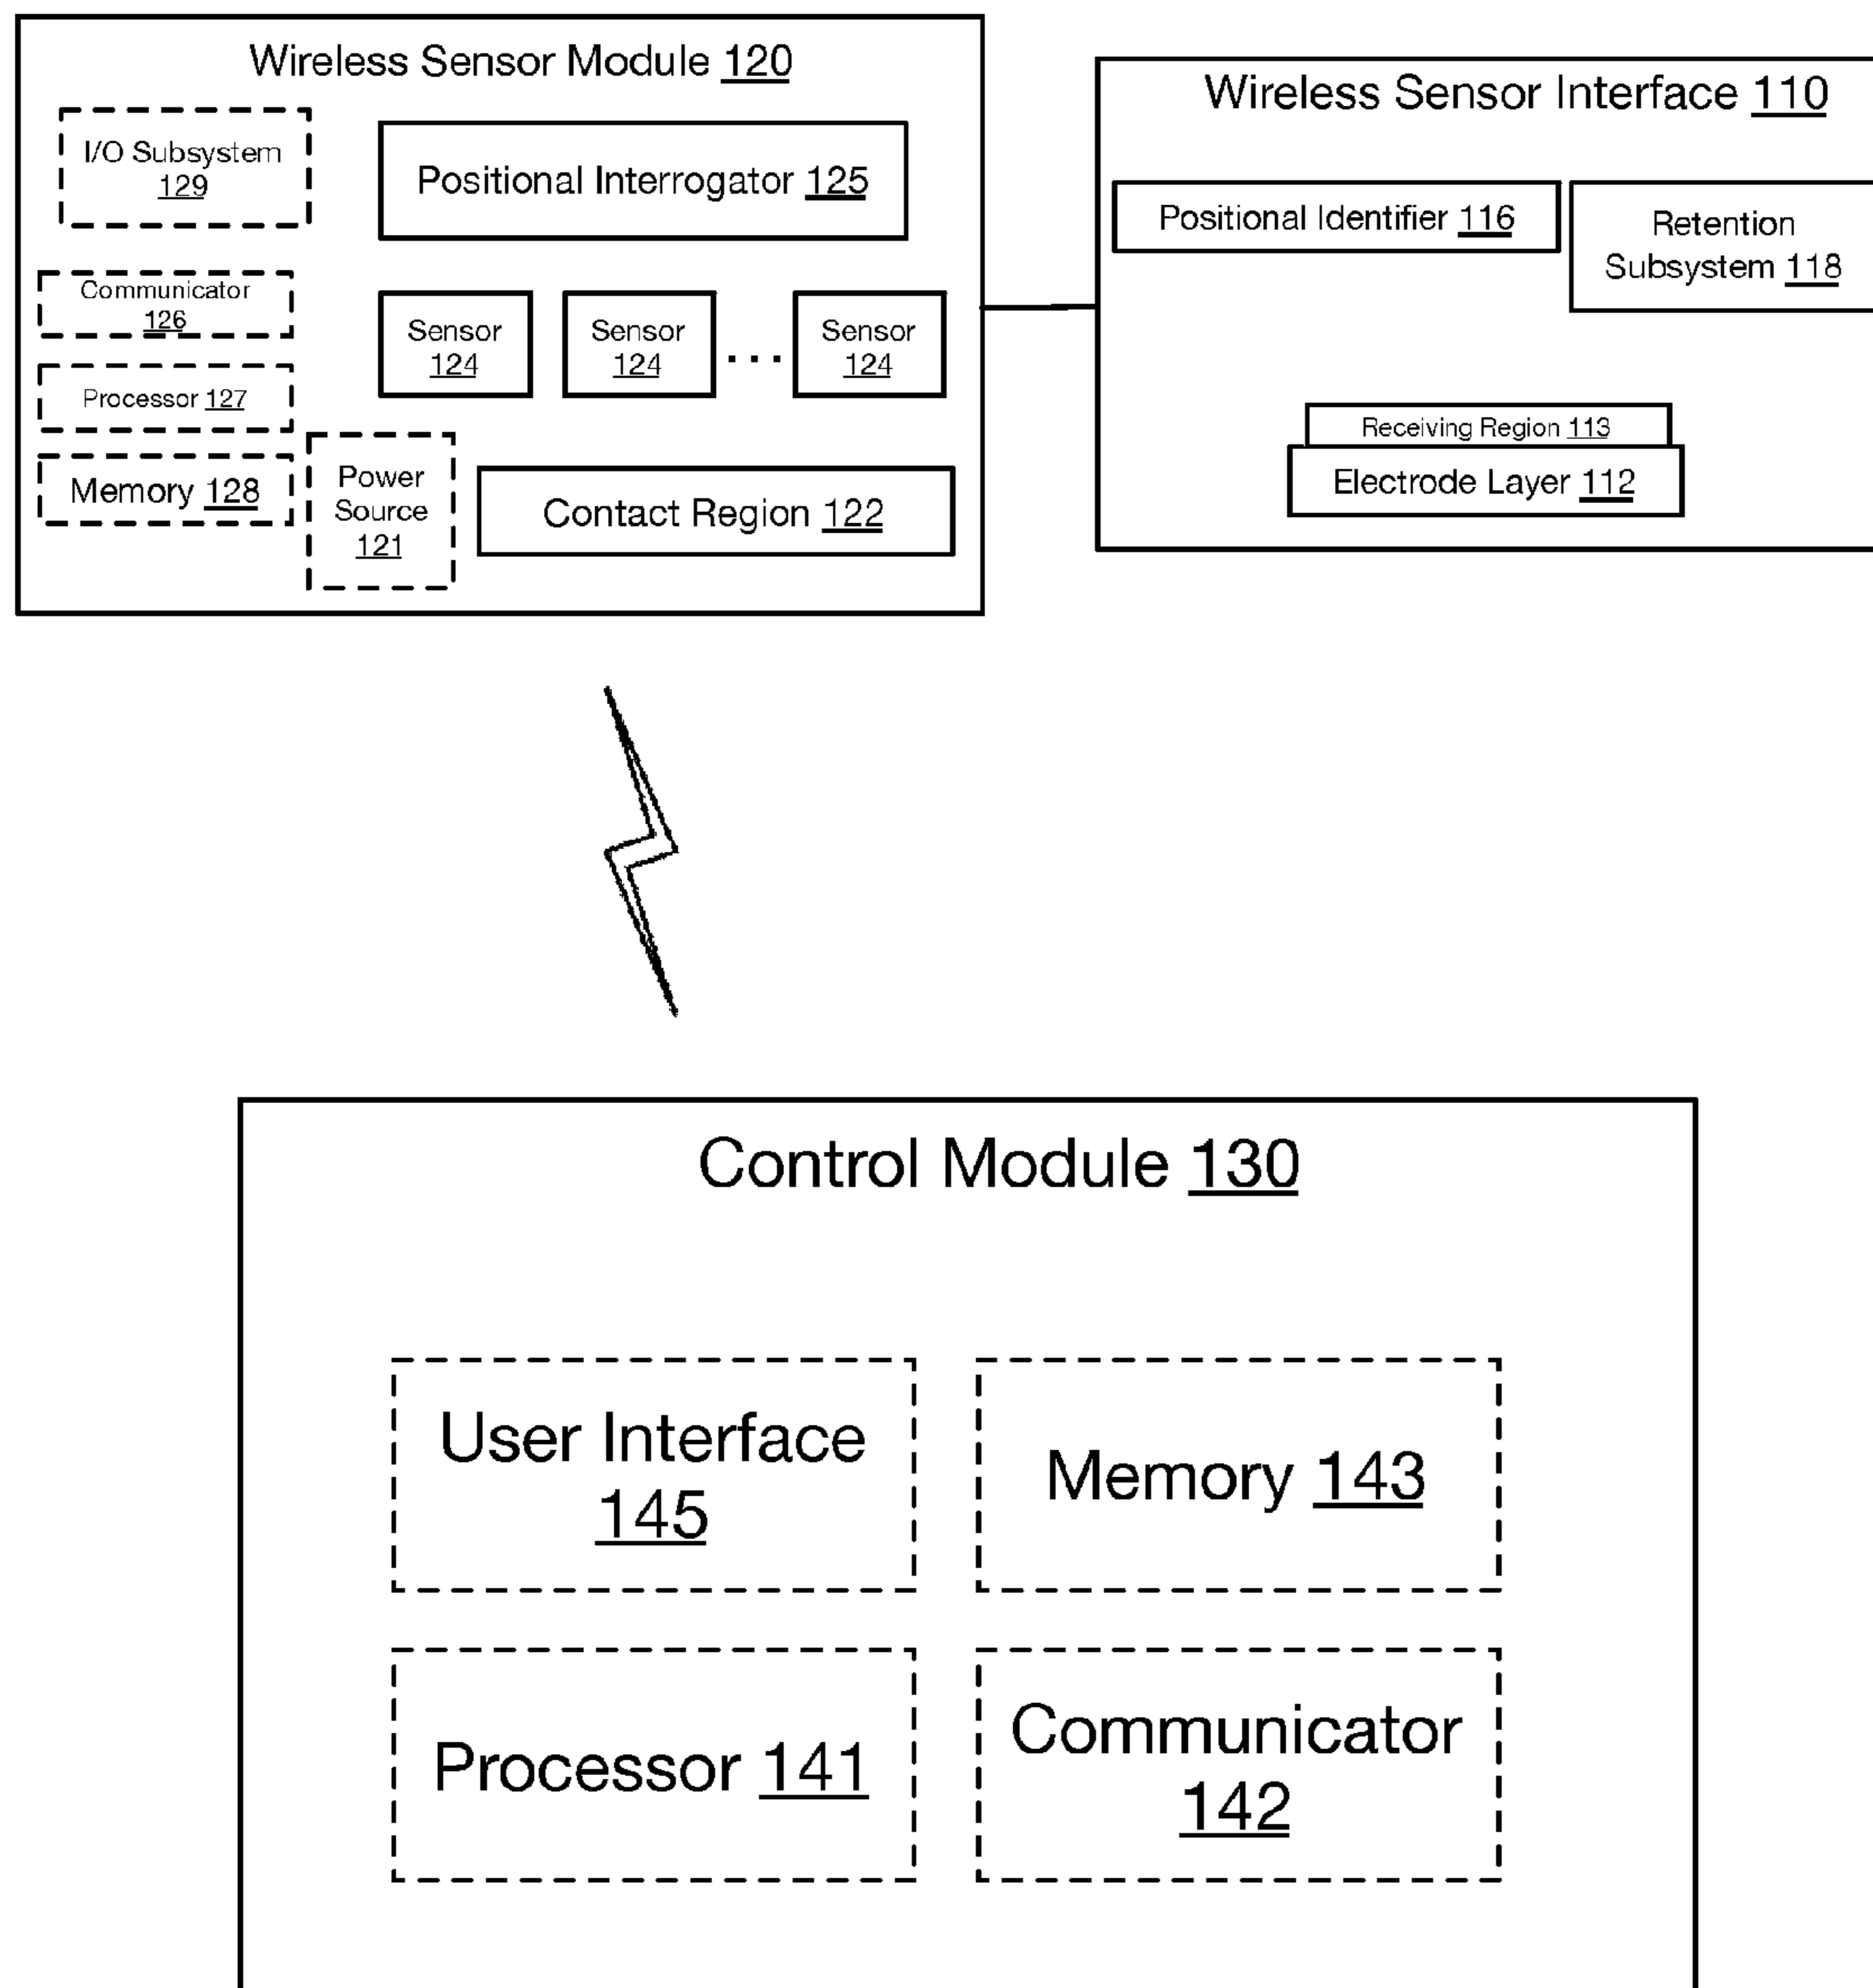 Wireless Sensor Module 120
I/O Subsystem
129
Positional Interrogator 125
Communicator
126
Sensor
124
Sensor
124
...
Sensor
124
Processor 127
Memory 128
Power
Source
121
Contact Region 122
Wireless Sensor Interface 110
Positional Identifier 116
Retention
Subsystem 118
Receiving Region 113
Electrode Layer 112
Control Module 130
User Interface
145
Memory 143
Processor 141
Communicator
142